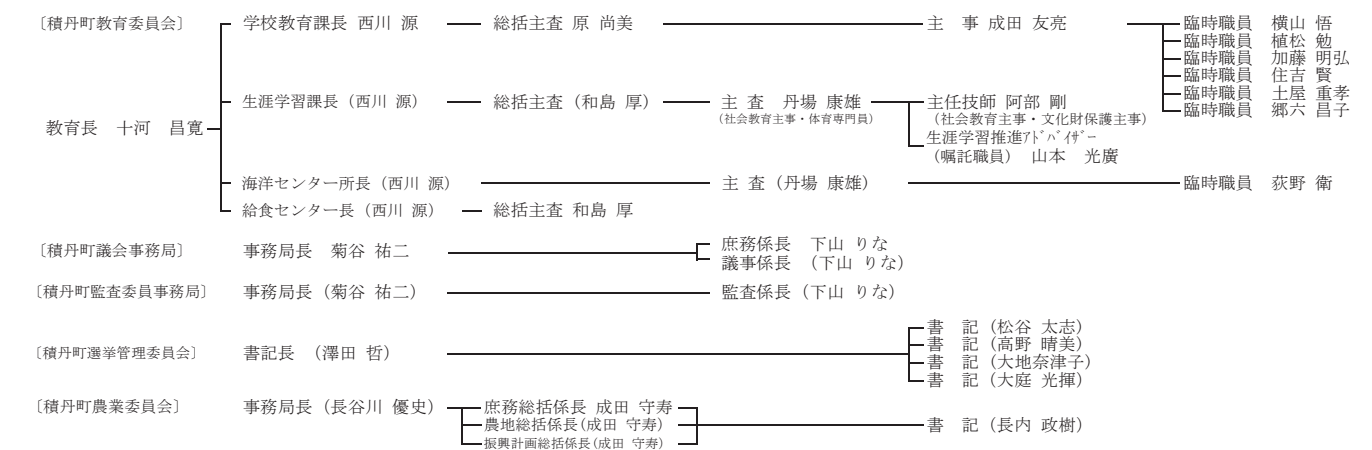 〔積丹町教育委員会〕 学校教育課長 西川 源 総括主査 原 尚美 主 事 成田 友亮 臨時職員 横山 悟
臨時職員 植松 勉
臨時職員 加藤 明弘
臨時職員 住吉 賢
臨時職員 土屋 重孝
臨時職員 郷六 昌子
生涯学習課長（西川 源） 総括主査（和島 厚） 主 査 丹場 康雄 主任技師 阿部 剛
（社会教育主事・体育専門員） （社会教育主事・文化財保護主事）
教育長 十河 昌寛
生涯学習推進ｱﾄﾞﾊﾞｲｻﾞｰ
（嘱託職員） 山本 光廣
海洋センター所長（西川 源） 主 査（丹場 康雄） 臨時職員 荻野 衛
給食センター長（西川 源） 総括主査 和島 厚
〔積丹町議会事務局〕 事務局長 菊谷 祐二 庶務係長 下山 りな
議事係長 （下山 りな）
〔積丹町監査委員事務局〕 事務局長（菊谷 祐二） 監査係長（下山 りな）
〔積丹町選挙管理委員会〕 書記長 （澤田 哲） 書 記（松谷 太志）
書 記（高野 晴美）
書 記（大地奈津子）
書 記（大庭 光揮）
〔積丹町農業委員会〕 事務局長（長谷川 優史） 庶務総括係長 成田 守寿
農地総括係長(成田 守寿) 書 記（長内 政樹）
振興計画総括係長(成田 守寿)